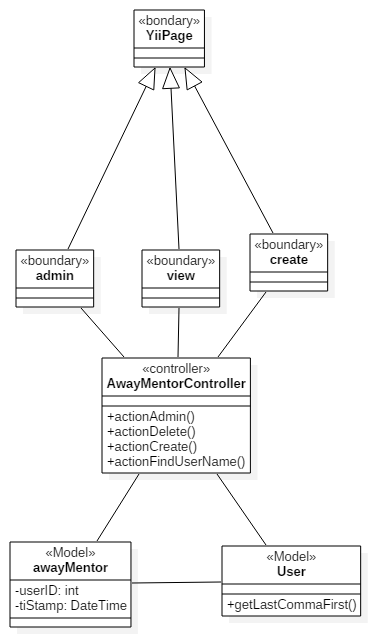 «bondary»
YiiPage
«boundary»
admin
«boundary»
view
«boundary»
create
«controller»
AwayMentorController
+actionAdmin()
+actionDelete()
+actionCreate()
+actionFindUserName()
«Model»
awayMentor
-userID: int
-tiStamp: DateTime
«Model»
User
+getLastCommaFirst()